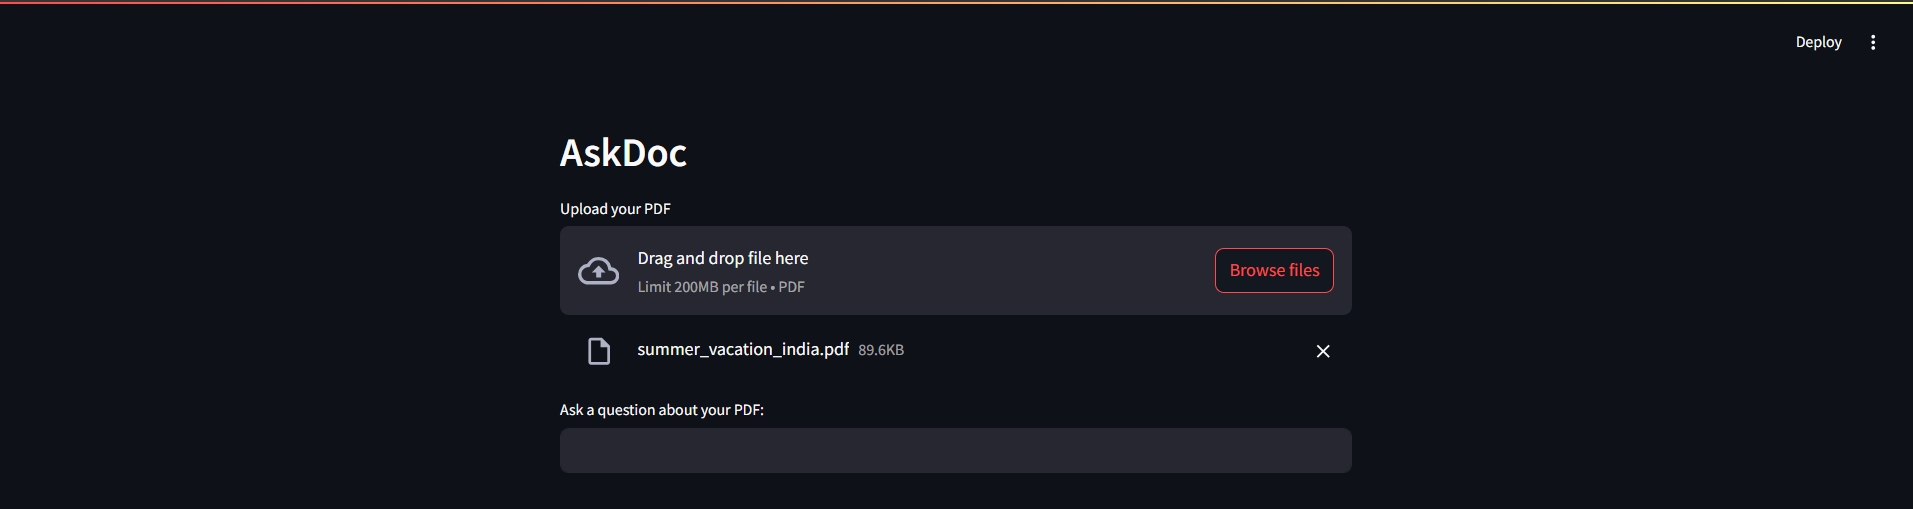 Deploy
AskDoc
Upload your PDF
Drag and drop file here
Limit 200MB per file • PDF
Browse files
summer_vacation_india.pdf 89.6KB
Ask a question about your PDF: